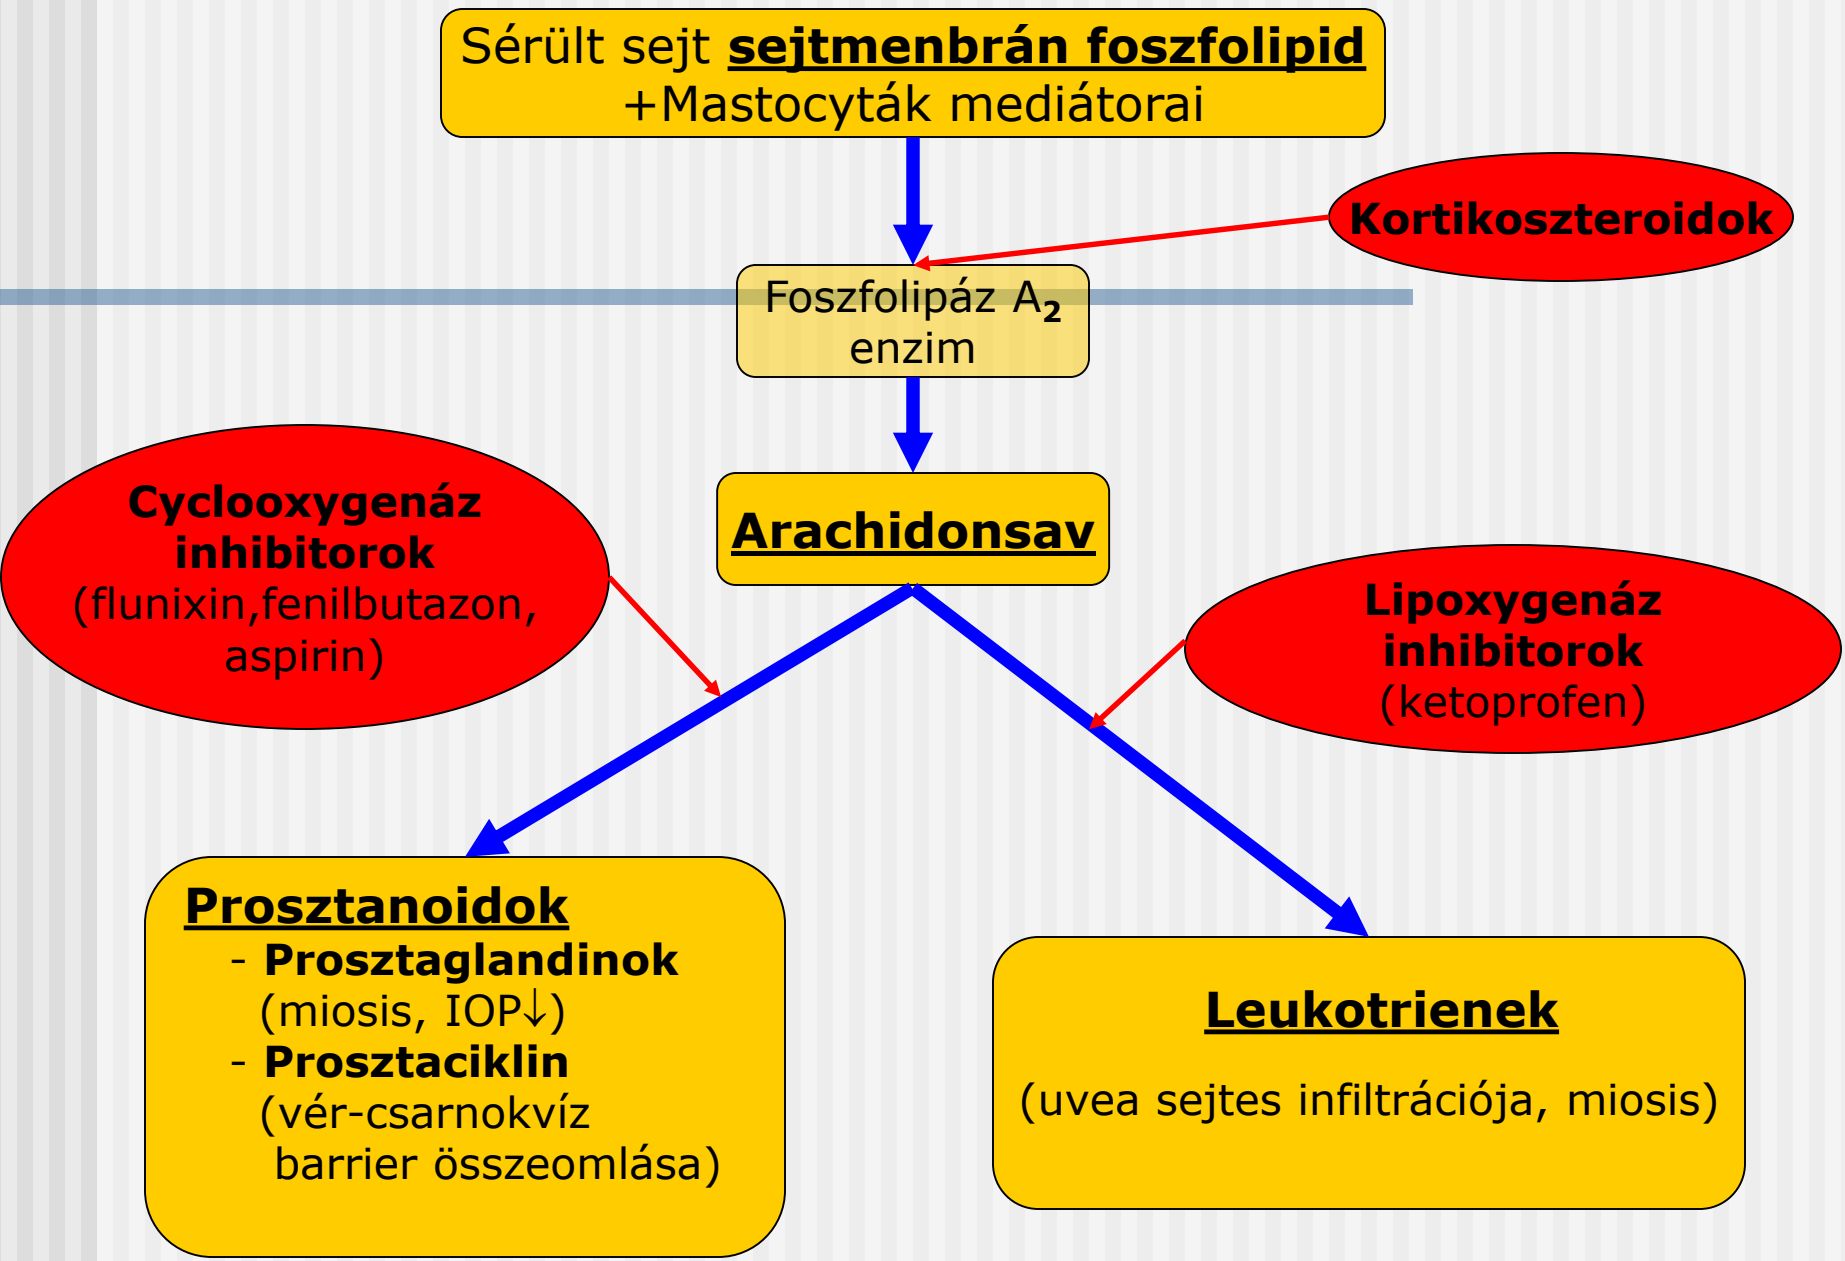 Sérült sejt sejtmenbrán foszfolipid
+Mastocyták mediátorai
Kortikoszteroidok
Foszfolipáz A₂
enzim
Cyclooxygenáz
inhibitorok
(flunixin,fenilbutazon,
aspirin)
Arachidonsav
Lipoxygenáz
inhibitorok
(ketoprofen)
Prosztanoidok
- Prosztaglandinok
(miosis, IOP↓)
- Prosztaciklin
(vér-csarnokvíz
barrier összeomlása)
Leukotrienek
(uvea sejtes infiltrációja, miosis)